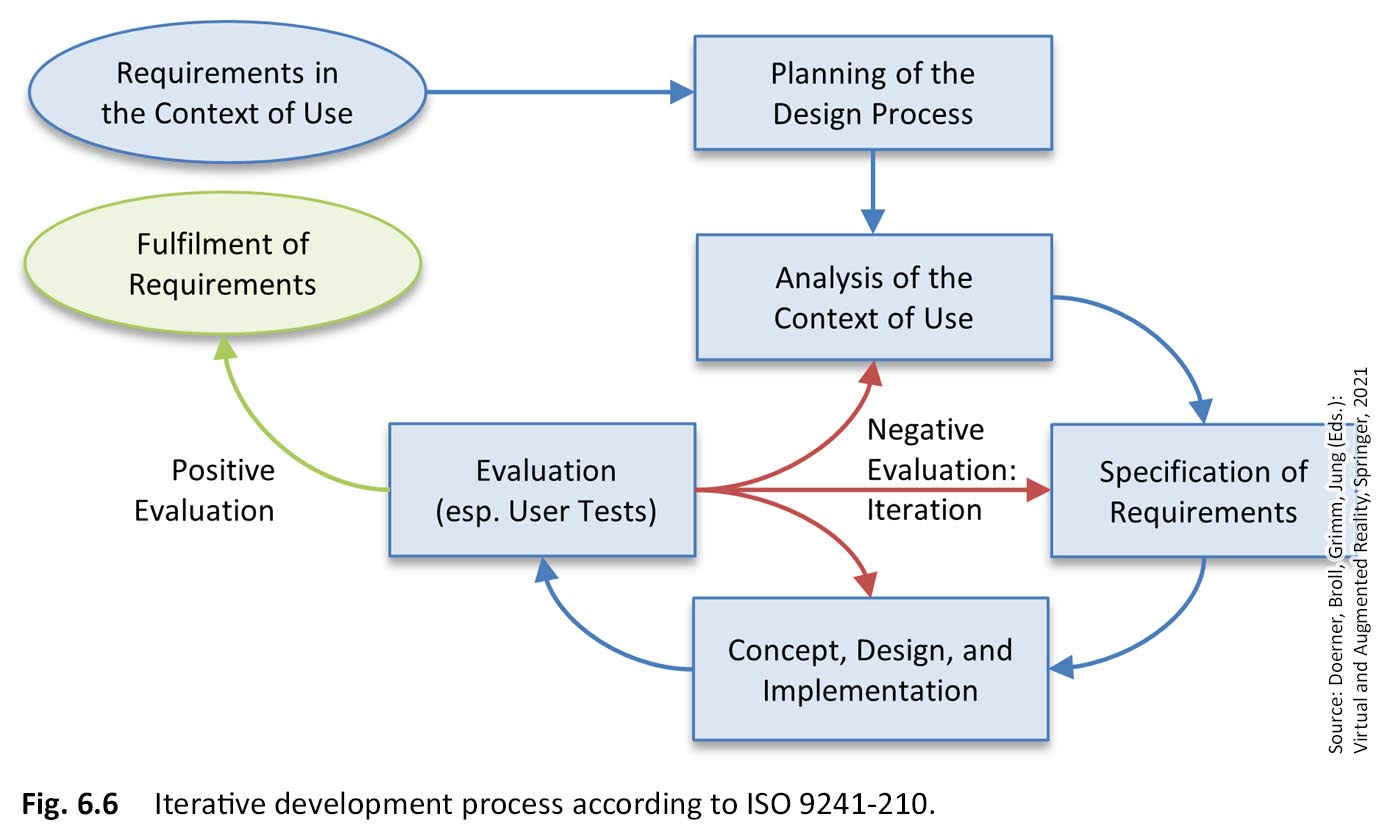 Requirements in
the Context of Use
Planning of the
Design Process
Fulfilment of
Requirements
Analysis of the
Context of Use
Positive
Evaluation
Evaluation
(esp. User Tests)
Negative
Evaluation:
Iteration
Specification of
Requirements
Concept, Design, and
Implementation
Source: Doerner, Broll, Grimm, Jung (Eds.):
Virtual and Augmented Reality, Springer, 2021
Fig. 6.6 Iterative development process according to ISO 9241-210.